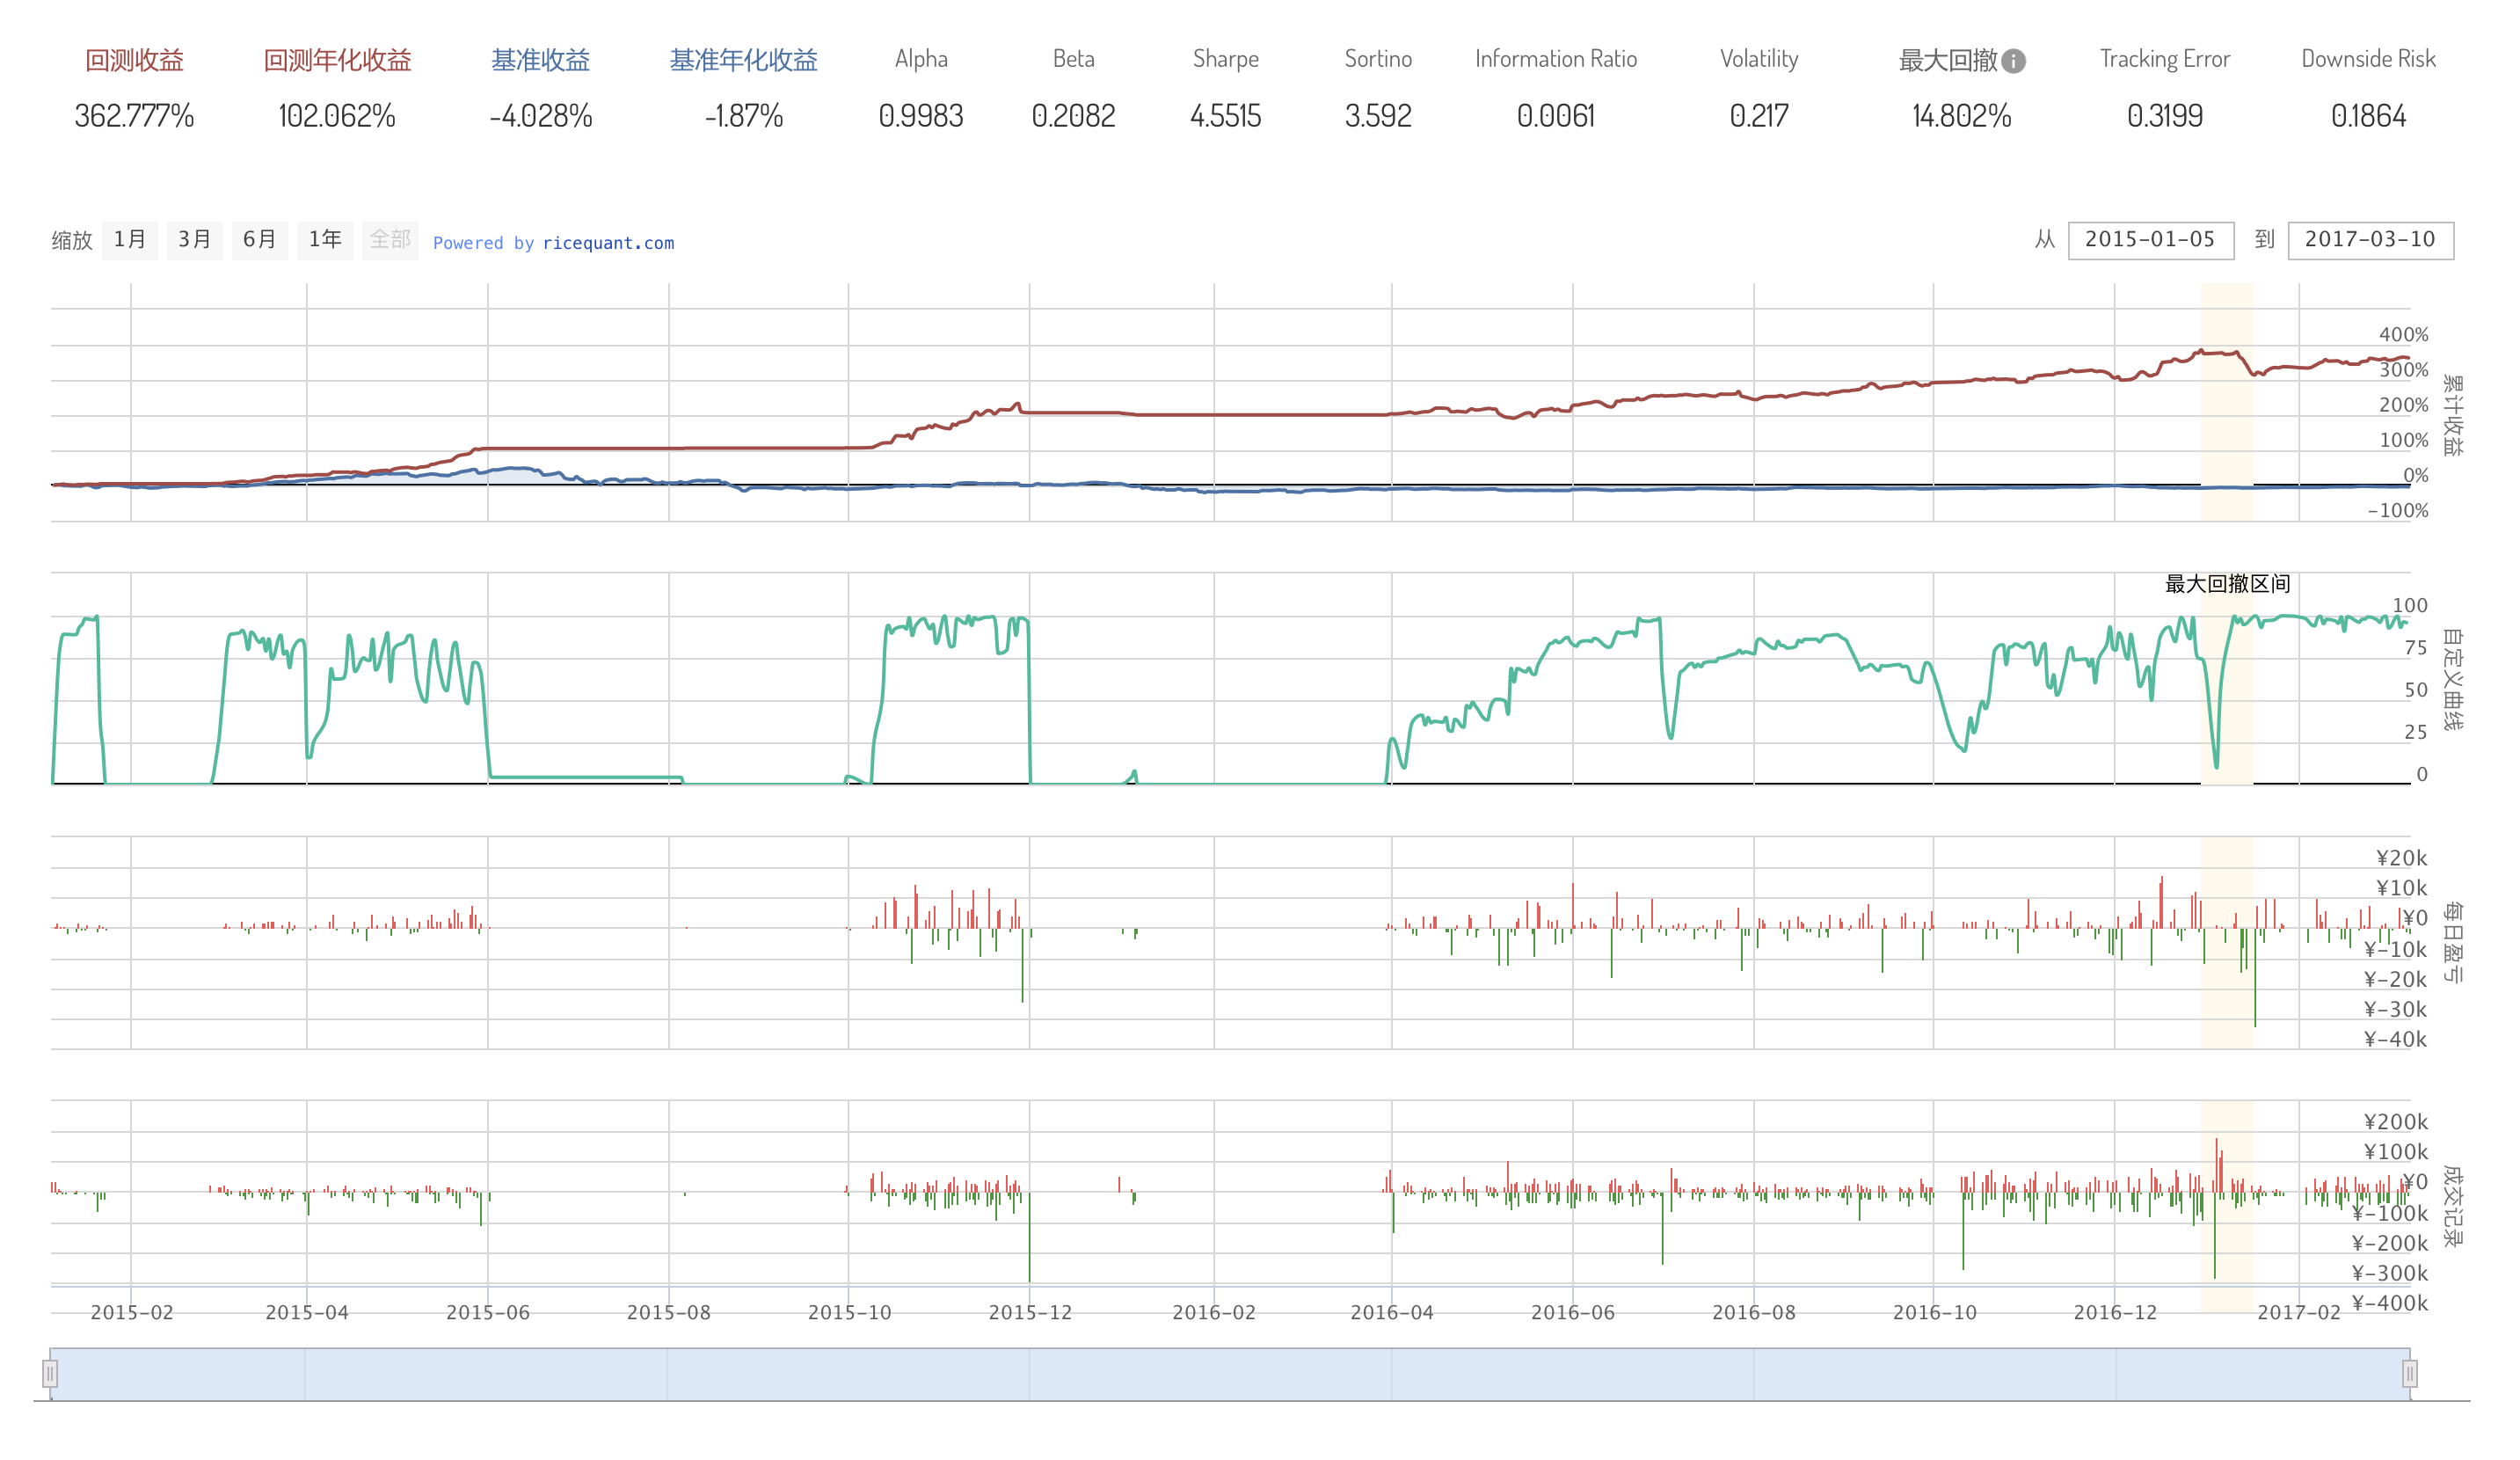 回测收益 回测年化收益 基准收益 基准年化收益 Alpha Beta Sharpe Sortino Information Ratio Volatility 最大回撤 i Tracking Error Downside Risk
362.777% 102.062% -4.028% -1.87% 0.9983 0.2082 4.5515 3.592 0.0061 0.217 14.802% 0.3199 0.1864
缩放 1月 3月 6月 1年 全部 Powered by ricequant.com 从 2015-01-05 到 2017-03-10
400%
300%
200%
100%
0%
-100%
累计收益
最大回撤区间
100
75
50
25
0
自定义曲线
¥20k
¥10k
¥0
¥-10k
¥-20k
¥-30k
¥-40k
每日盈亏
¥200k
¥100k
¥0
¥-100k
¥-200k
¥-300k
¥-400k
成交记录
2015-02 2015-04 2015-06 2015-08 2015-10 2015-12 2016-02 2016-04 2016-06 2016-08 2016-10 2016-12 2017-02